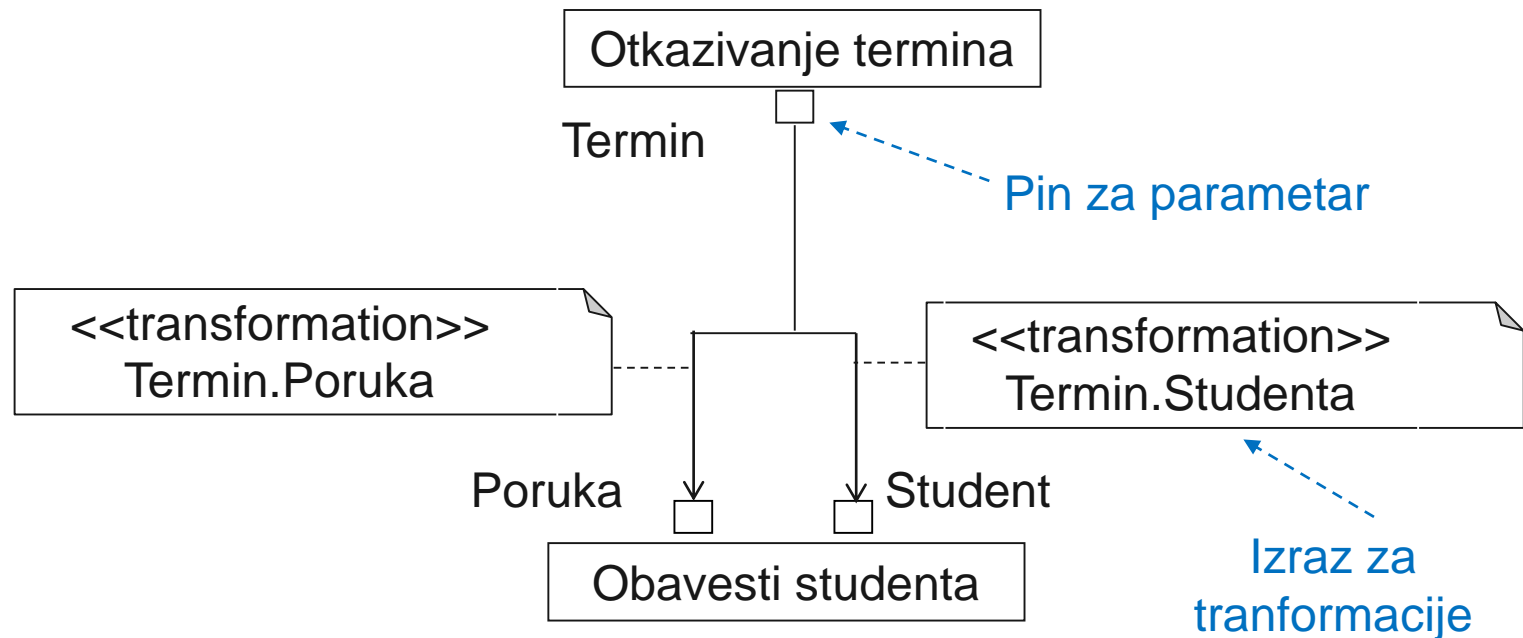 Otkazivanje termina
Termin
Pin za parametar
<<transformation>>
Termin.Poruka
<<transformation>>
Termin.Studenta
Poruka
Student
Obavesti studenta
Izraz za
tranformacije